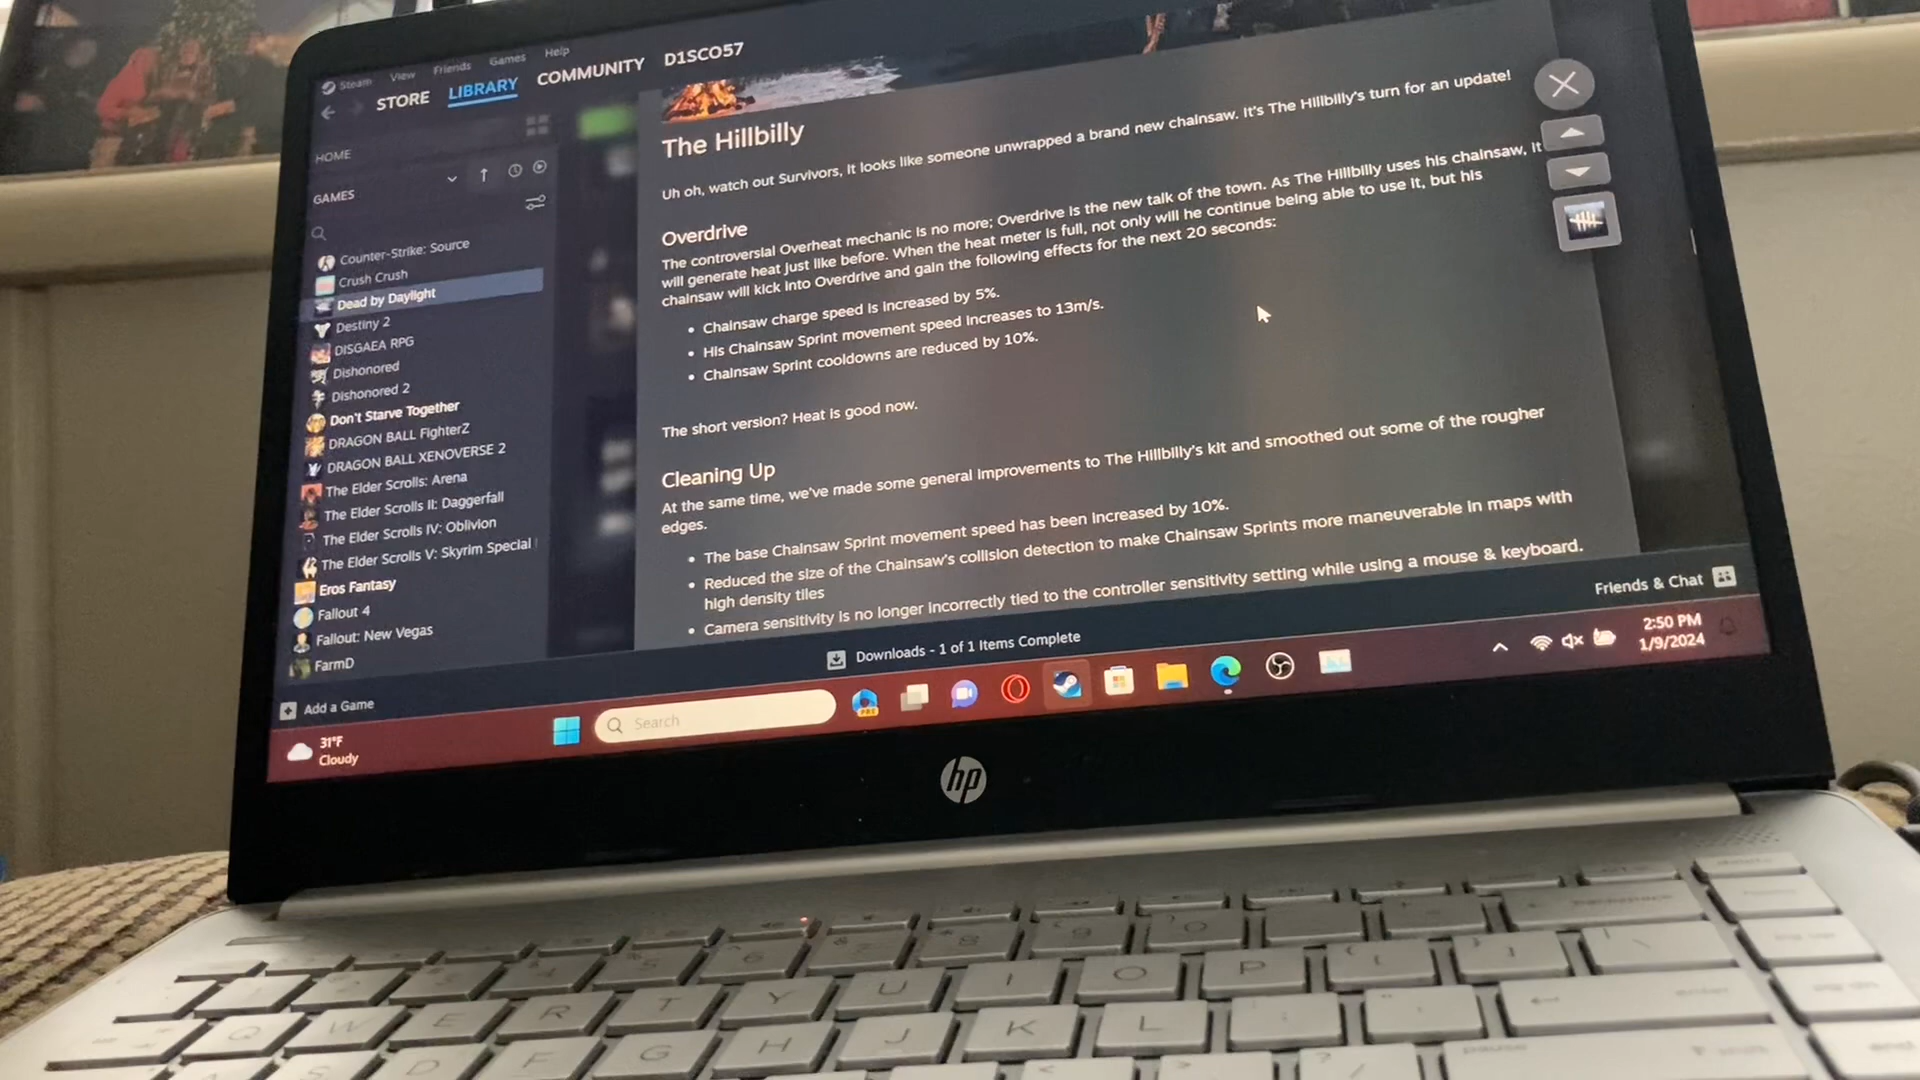 Steam View Friends Games Help
STORE LIBRARY COMMUNITY D1SCO57
HOME
GAMES
Counter-Strike: Source
Crush Crush
Dead by Daylight
Destiny 2
DISGAEA RPG
Dishonored
Dishonored 2
Don't Starve Together
DRAGON BALL FighterZ
DRAGON BALL XENOVERSE 2
The Elder Scrolls: Arena
The Elder Scrolls II: Daggerfall
The Elder Scrolls IV: Oblivion
The Elder Scrolls V: Skyrim Special
Eros Fantasy
Fallout 4
Fallout: New Vegas
FarmD
Add a Game
The Hillbilly
Uh oh, watch out Survivors, it looks like someone unwrapped a brand new chainsaw. It's The Hillbilly's turn for an update!
Overdrive
The controversial Overheat mechanic is no more; Overdrive is the new talk of the town. As The Hillbilly uses his chainsaw, it
will generate heat just like before. When the heat meter is full, not only will he continue being able to use it, but his
chainsaw will kick into Overdrive and gain the following effects for the next 20 seconds:
• Chainsaw charge speed is increased by 5%.
• His Chainsaw Sprint movement speed increases to 13m/s.
• Chainsaw Sprint cooldowns are reduced by 10%.
The short version? Heat is good now.
Cleaning Up
At the same time, we've made some general improvements to The Hillbilly's kit and smoothed out some of the rougher
edges.
• The base Chainsaw Sprint movement speed has been increased by 10%.
• Reduced the size of the Chainsaw's collision detection to make Chainsaw Sprints more maneuverable in maps with
high density tiles
• Camera sensitivity is no longer incorrectly tied to the controller sensitivity setting while using a mouse & keyboard.
Friends & Chat
Downloads - 1 of 1 Items Complete
31°F
Cloudy
Search
PRE
2:50 PM
1/9/2024
hp
Q W E R T Y U I O P
D F G H J K L